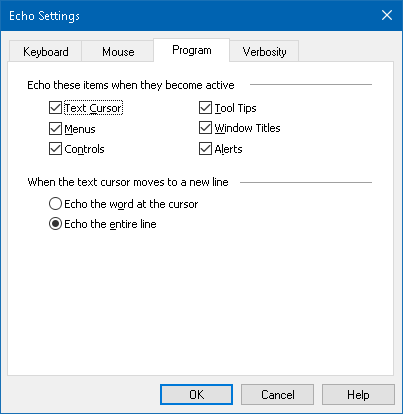 Echo Settings
Keyboard Mouse Program Verbosity
Echo these items when they become active
Text Cursor Tool Tips
Menus Window Titles
Controls Alerts
When the text cursor moves to a new line
Echo the word at the cursor
Echo the entire line
OK Cancel Help